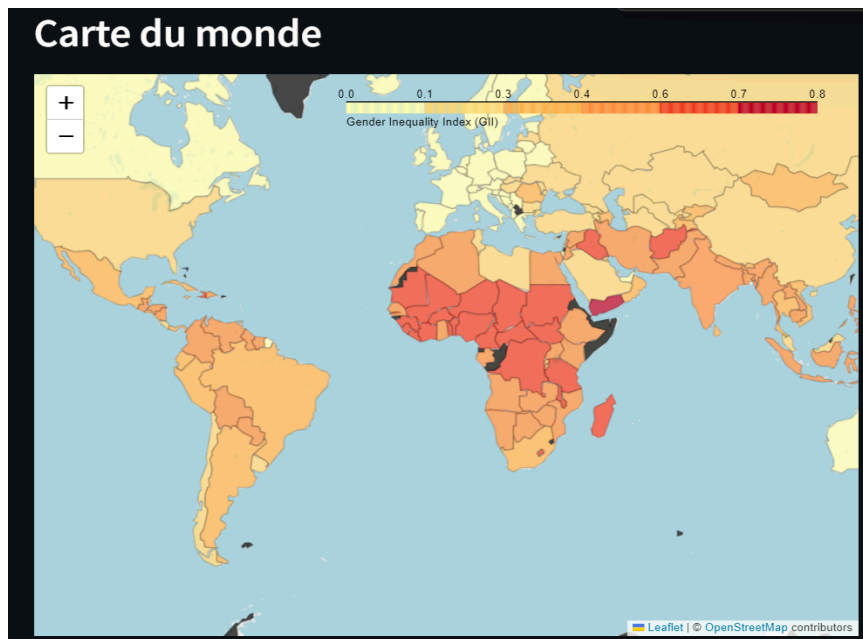 Carte du monde
+
−
0.0 0.1 0.3 0.4 0.6 0.7 0.8
Gender Inequality Index (GII)
Leaflet | © OpenStreetMap contributors